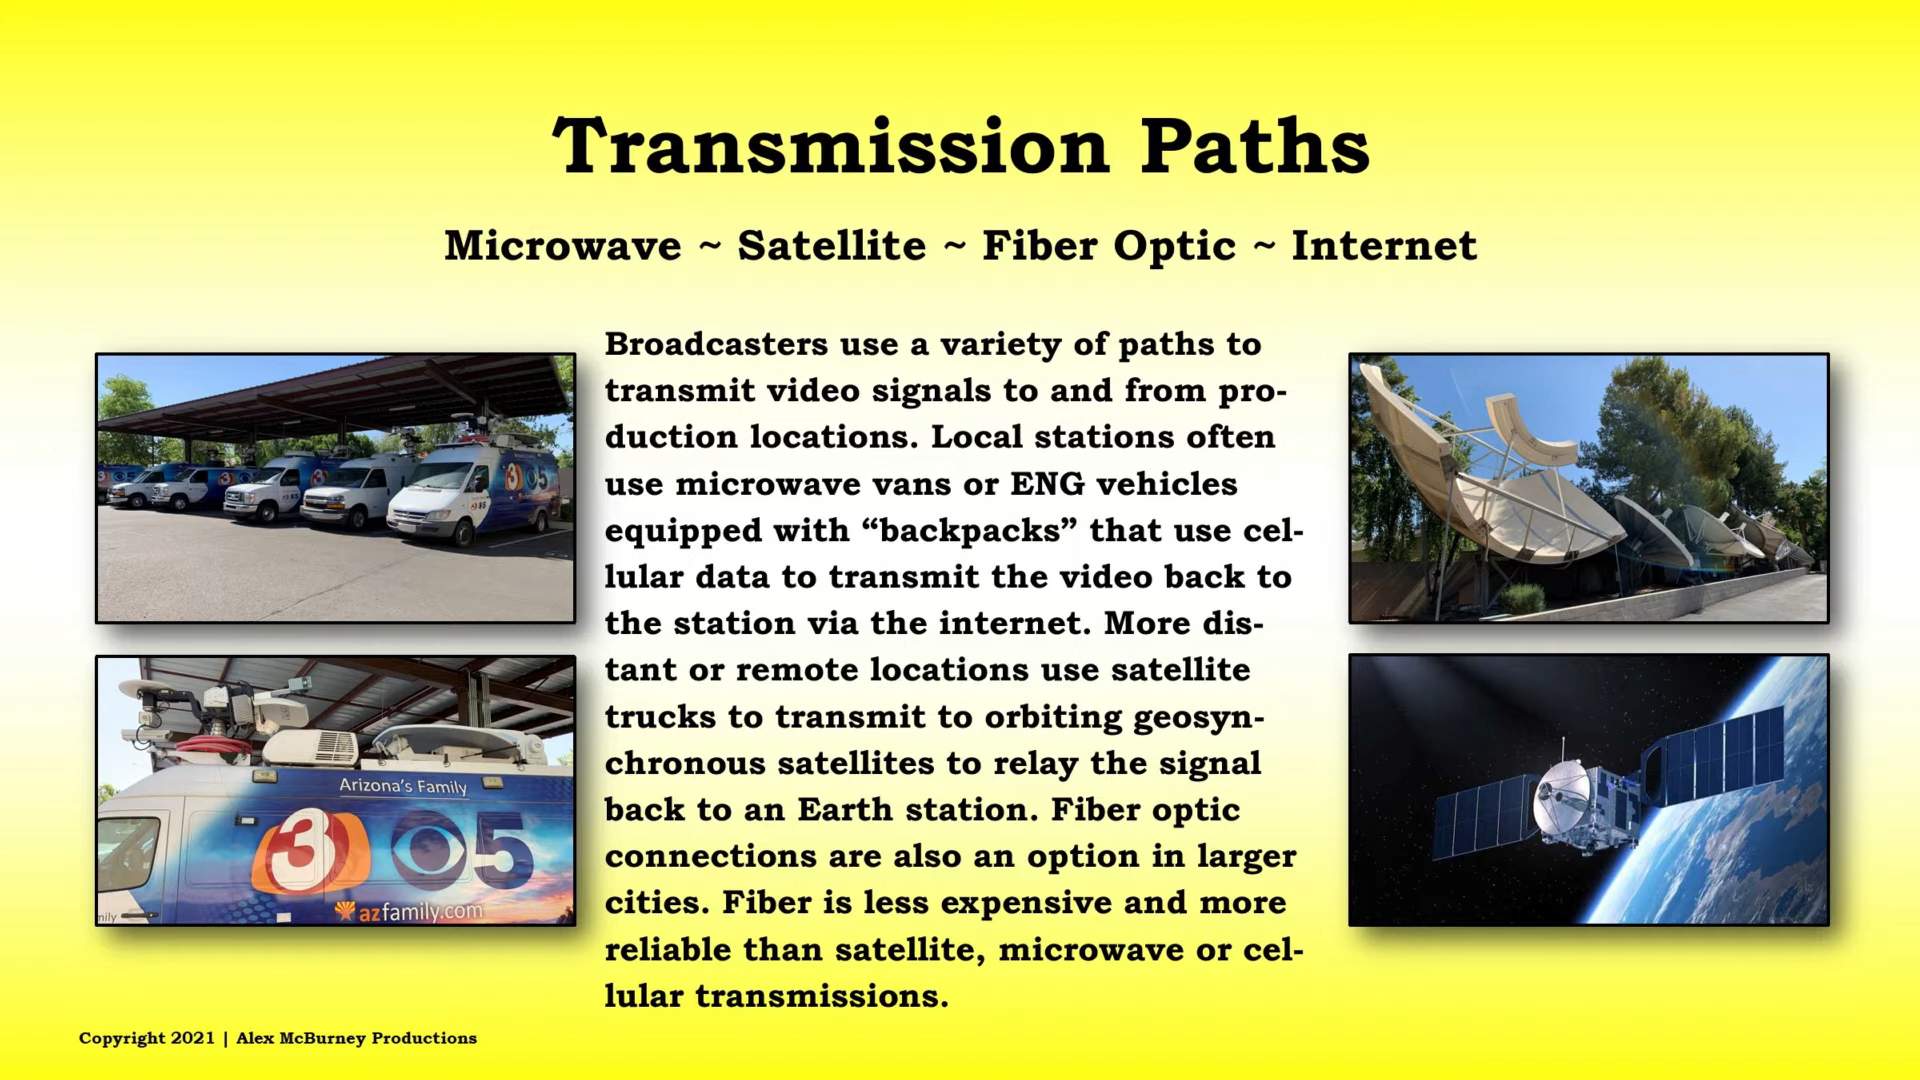 Transmission Paths
Microwave ~ Satellite ~ Fiber Optic ~ Internet
Broadcasters use a variety of paths to
transmit video signals to and from pro-
duction locations. Local stations often
use microwave vans or ENG vehicles
equipped with “backpacks” that use cel-
lular data to transmit the video back to
the station via the internet. More dis-
tant or remote locations use satellite
trucks to transmit to orbiting geosyn-
chronous satellites to relay the signal
back to an Earth station. Fiber optic
connections are also an option in larger
cities. Fiber is less expensive and more
reliable than satellite, microwave or cel-
lular transmissions.
3 5
Arizona's Family
3 5
azfamily.com
Copyright 2021 | Alex McBurney Productions